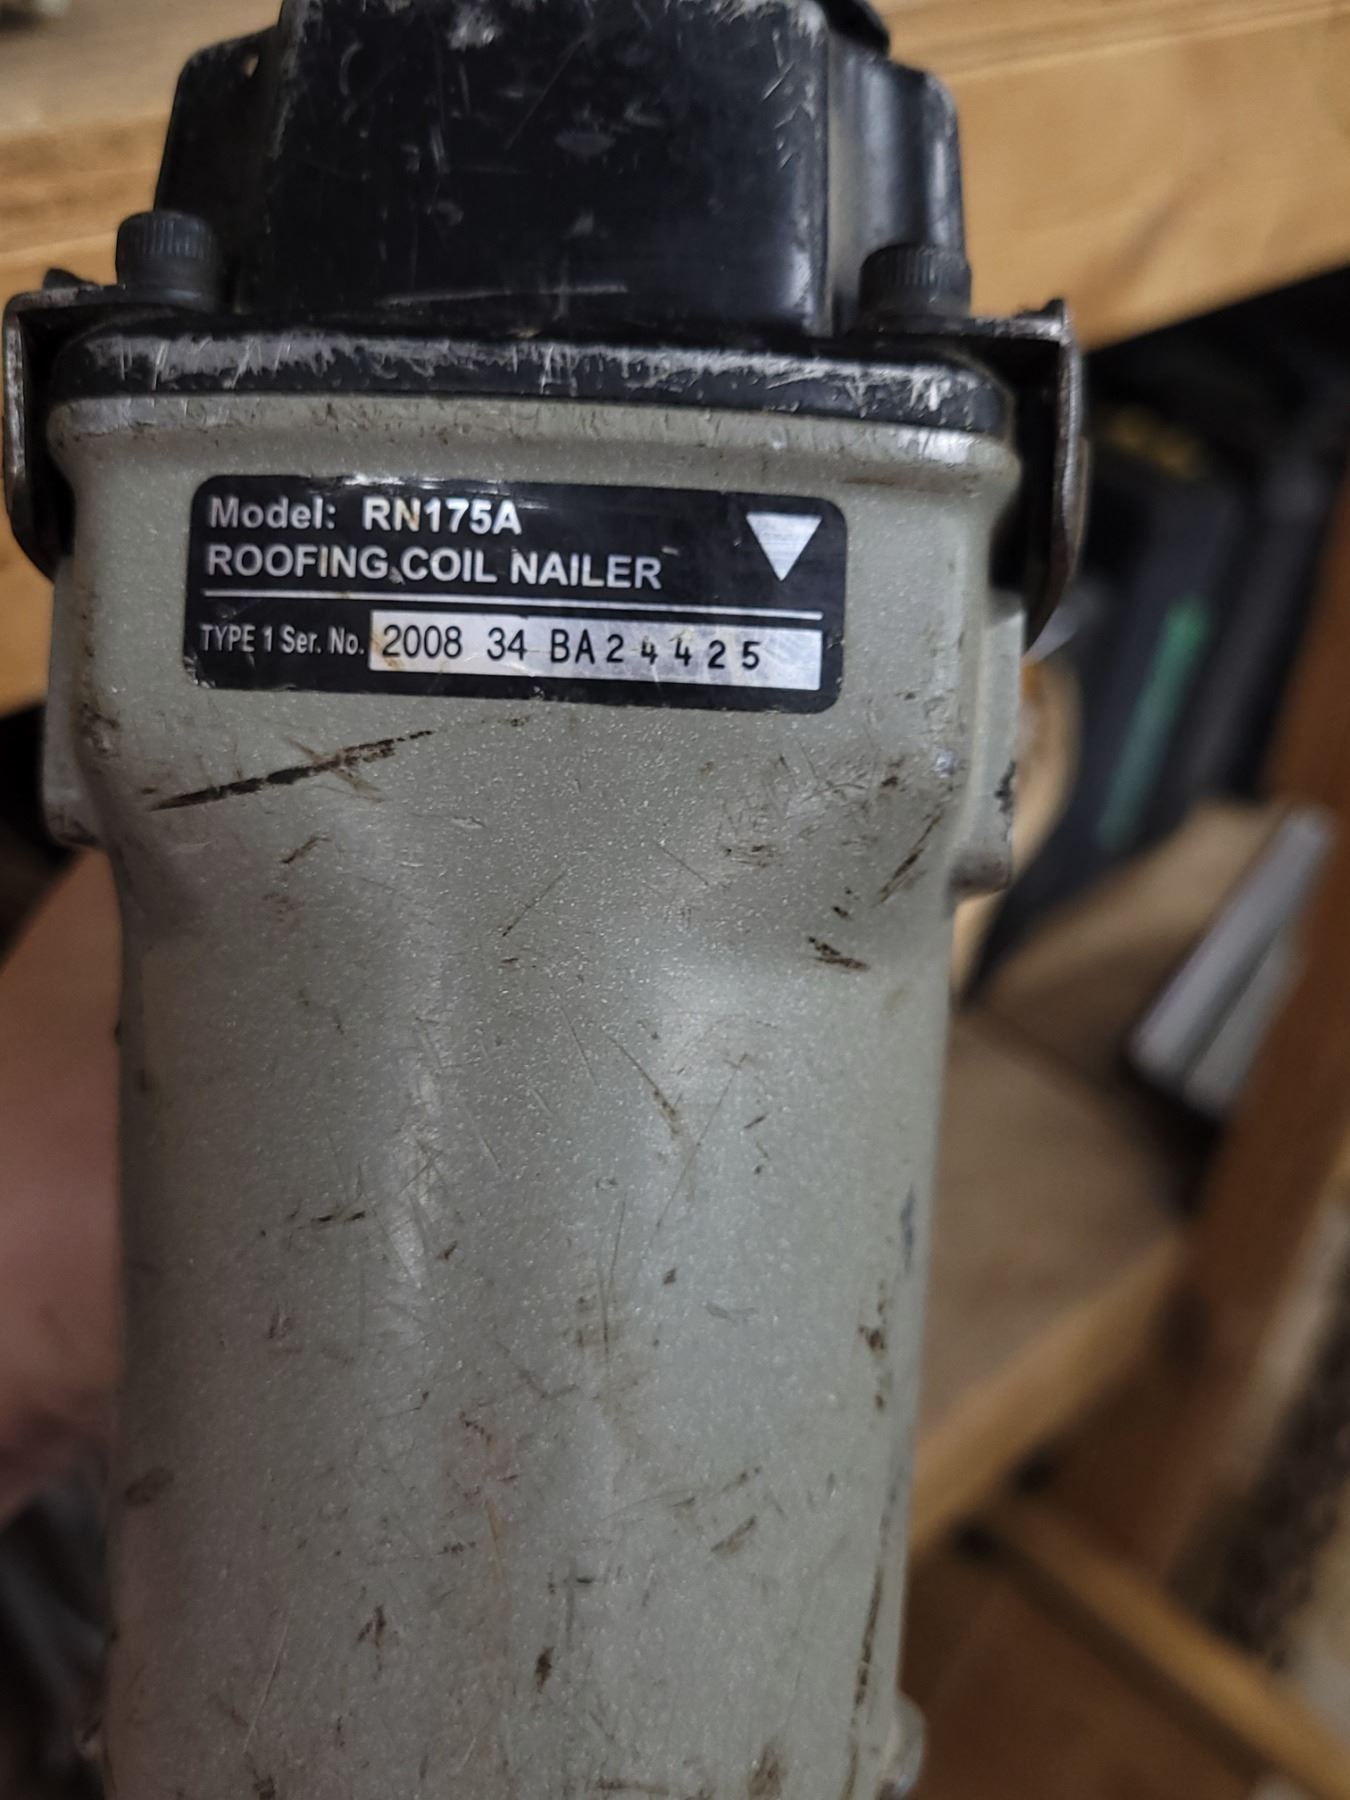 Model: RN175A
ROOFING COIL NAILER
TYPE 1 Ser. No. 2008 34 BA24425